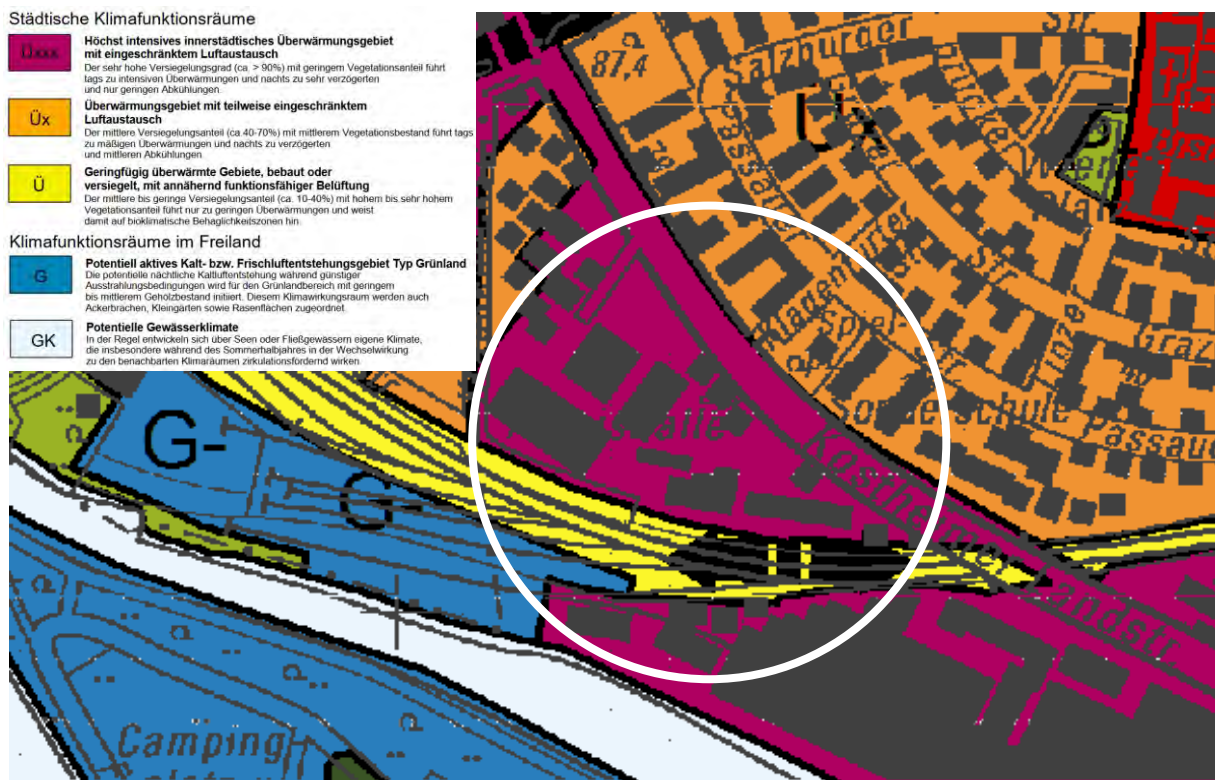 Städtische Klimafunktionsräume
Üxxx
Höchst intensives innerstädtisches Überwärmungsgebiet
mit eingeschränktem Luftaustausch
Der sehr hohe Versiegelungsgrad (ca. > 90%) mit geringem Vegetationsanteil führt
tags zu intensiven Überwärmungen und nachts zu sehr verzögerten
und nur geringen Abkühlungen.
Üx
Überwärmungsgebiet mit teilweise eingeschränktem
Luftaustausch
Der mittlere Versiegelungsanteil (ca 40-70%) mit mittlerem Vegetationsbestand führt tags
zu mäßigen Überwärmungen und nachts zu verzögerten
und mittleren Abkühlungen
Ü
Geringfügig überwärmte Gebiete, bebaut oder
versiegelt, mit annähernd funktionsfähiger Belüftung
Der mittlere bis geringe Versiegelungsanteil (ca. 10-40%) mit hohem bis sehr hohem
Vegetationsanteil führt nur zu geringen Überwärmungen und weist
damit auf bioklimatische Behaglichkeitszonen hin.
Klimafunktionsräume im Freiland
G
Potentiell aktives Kalt- bzw. Frischluftentstehungsgebiet Typ Grünland
Die potentielle nächtliche Kaltluftentstehung während günstiger
Ausstrahlungsbedingungen wird für den Grünlandbereich mit geringem
bis mittlerem Gehölzbestand initiiert. Diesem Klimawirkungsraum werden auch
Ackerbrachen, Kleingärten sowie Rasenflächen zugeordnet.
GK
Potentielle Gewässerklimate
In der Regel entwickeln sich über Seen oder Fließgewässern eigene Klimate,
die insbesondere während des Sommerhalbjahres in der Wechselwirkung
zu den benachbarten Klimaräumen zirkulationsfördernd wirken.
87,4
Salzburger
Str.
Klagenfurter
Str.
Spiel-
Graz
Passau
Kostheimer Landstr.
G-
G-
Camping